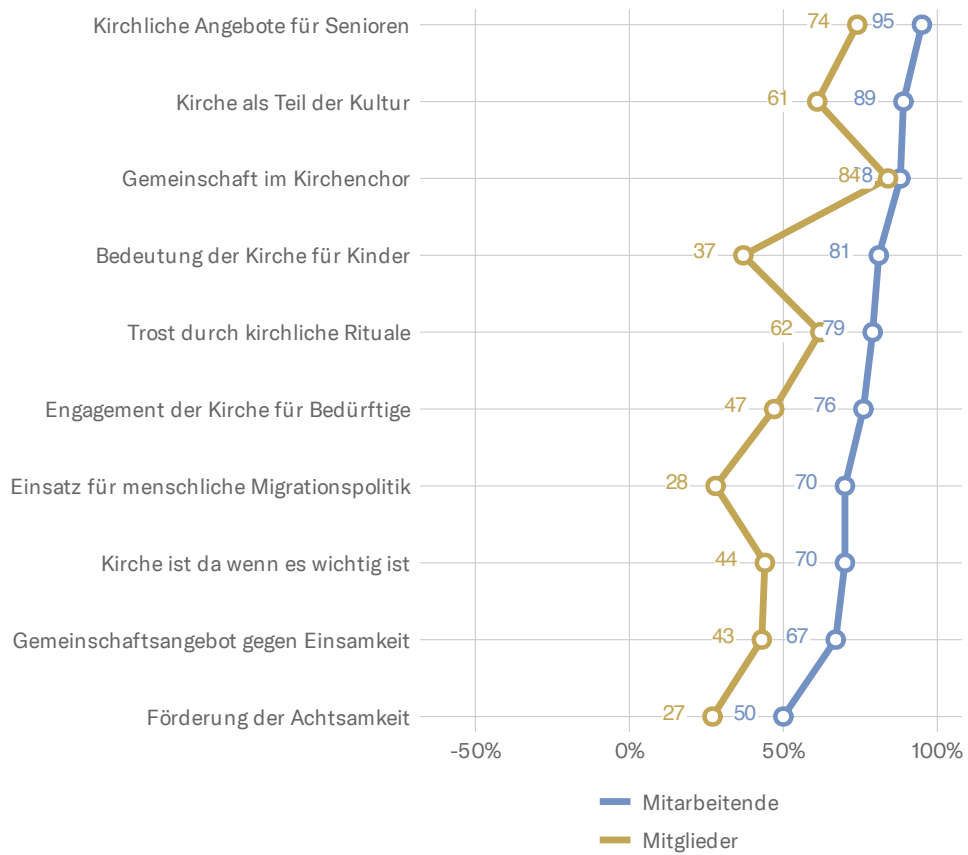 Kirchliche Angebote für Senioren 74 95
Kirche als Teil der Kultur 61 89
Gemeinschaft im Kirchenchor 84 8
Bedeutung der Kirche für Kinder 37 81
Trost durch kirchliche Rituale 62 79
Engagement der Kirche für Bedürftige 47 76
Einsatz für menschliche Migrationspolitik 28 70
Kirche ist da wenn es wichtig ist 44 70
Gemeinschaftsangebot gegen Einsamkeit 43 67
Förderung der Achtsamkeit 27 50
-50% 0% 50% 100%
Mitarbeitende
Mitglieder